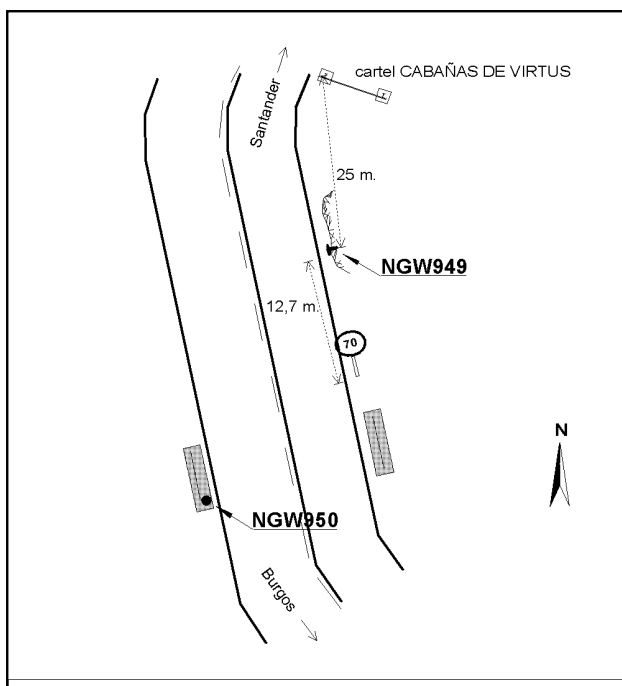 cartel CABAÑAS DE VIRTUS
Santander
25 m.
NGW949
12,7 m.
70
N
NGW950
Burgos